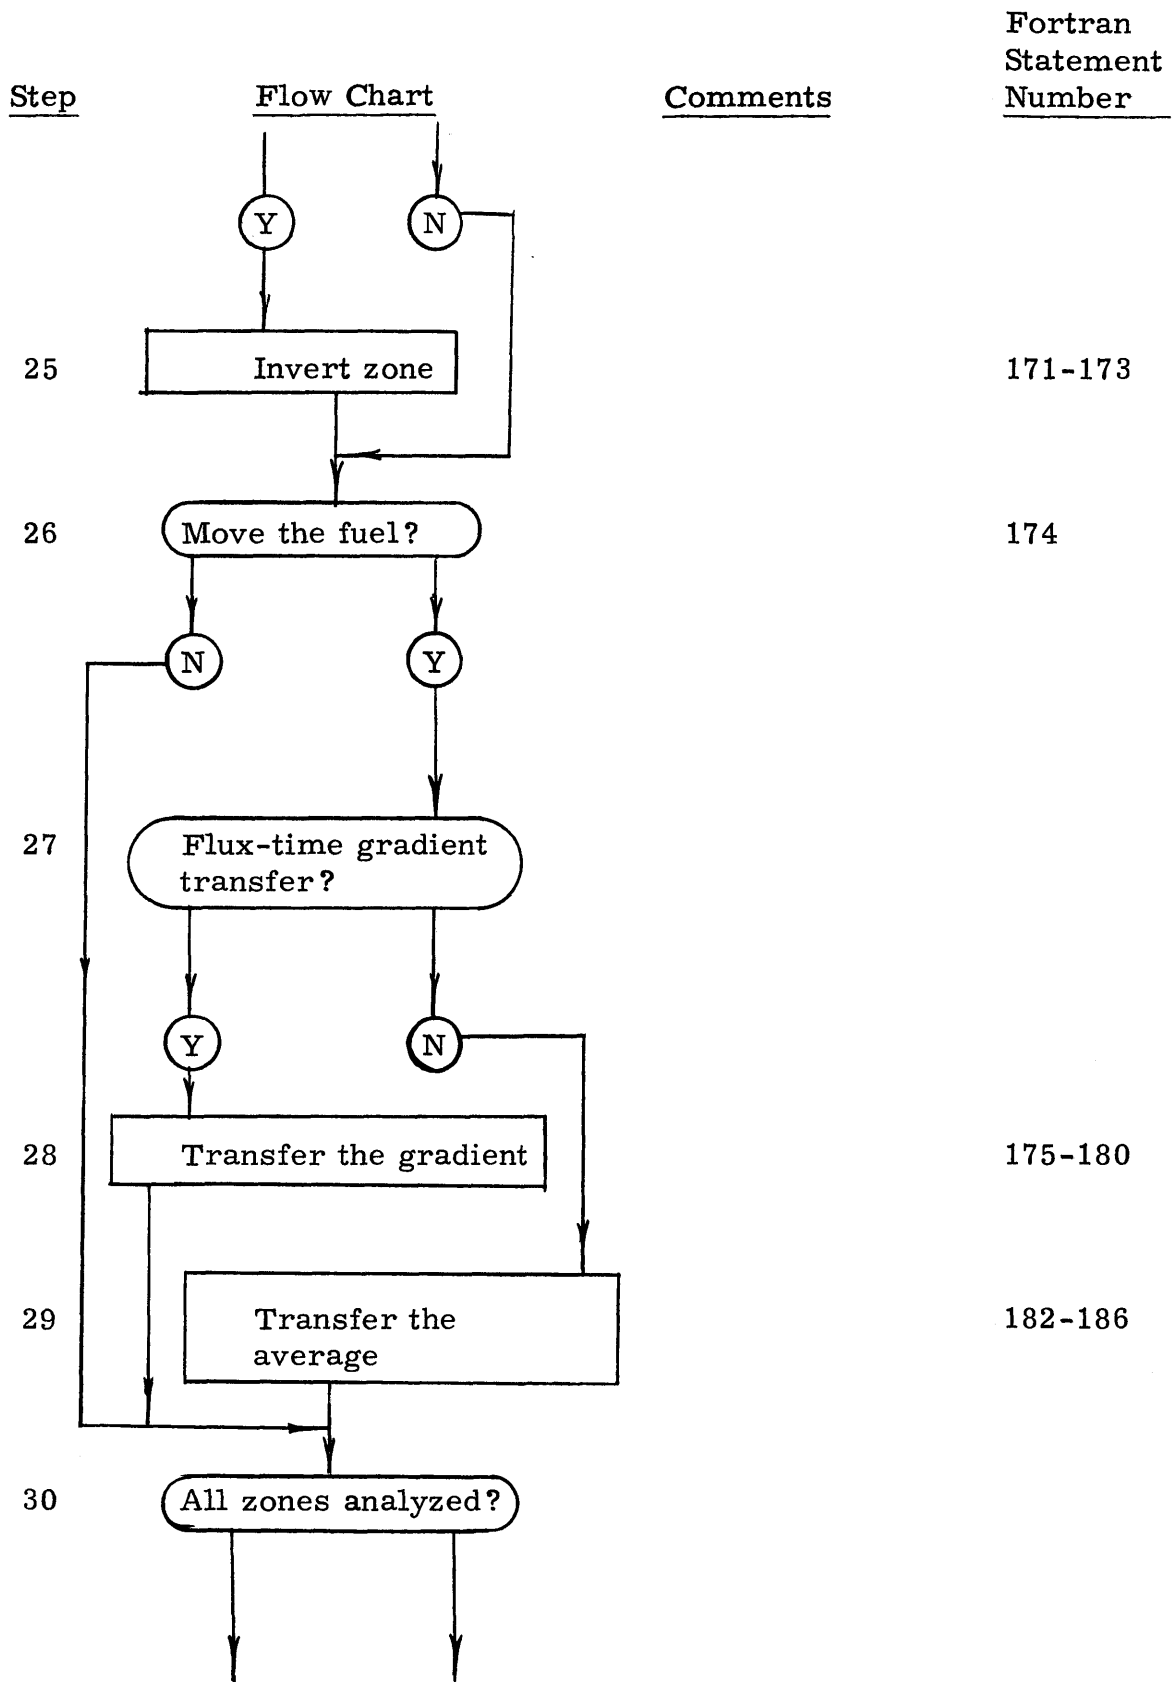 Fortran
Statement
Step Flow Chart Comments Number
Y N
25 Invert zone 171-173
26 Move the fuel? 174
N Y
27 Flux-time gradient
transfer?
Y N
28 Transfer the gradient 175-180
29 Transfer the 182-186
average
30 All zones analyzed?